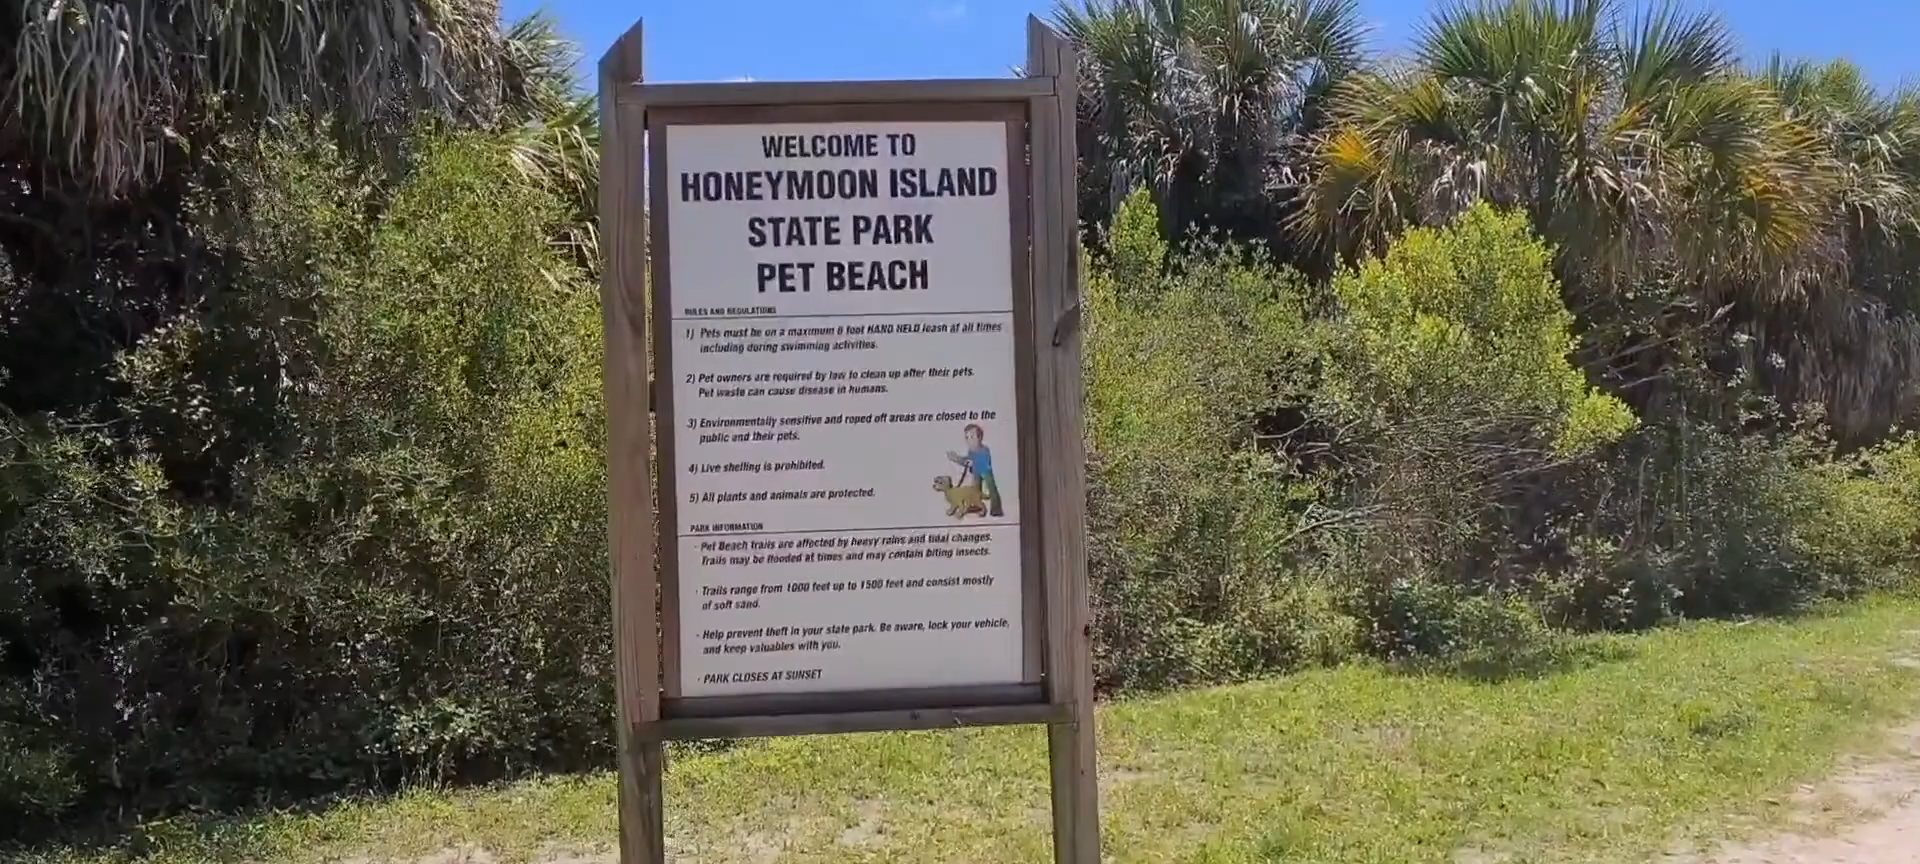 WELCOME TO
HONEYMOON ISLAND
STATE PARK
PET BEACH
RULES AND REGULATIONS
1) Pets must be on a maximum 6 foot HAND HELD leash at all times
including during swimming activities.
2) Pet owners are required by law to clean up after their pets.
Pet waste can cause disease in humans.
3) Environmentally sensitive and roped off areas are closed to the
public and their pets.
4) Live shelling is prohibited.
5) All plants and animals are protected.
PARK INFORMATION
- Pet Beach trails are affected by heavy rains and tidal changes.
Trails may be flooded at times and may contain biting insects.
- Trails range from 1000 feet up to 1500 feet and consist mostly
of soft sand.
- Help prevent theft in your state park. Be aware, lock your vehicle,
and keep valuables with you.
- PARK CLOSES AT SUNSET